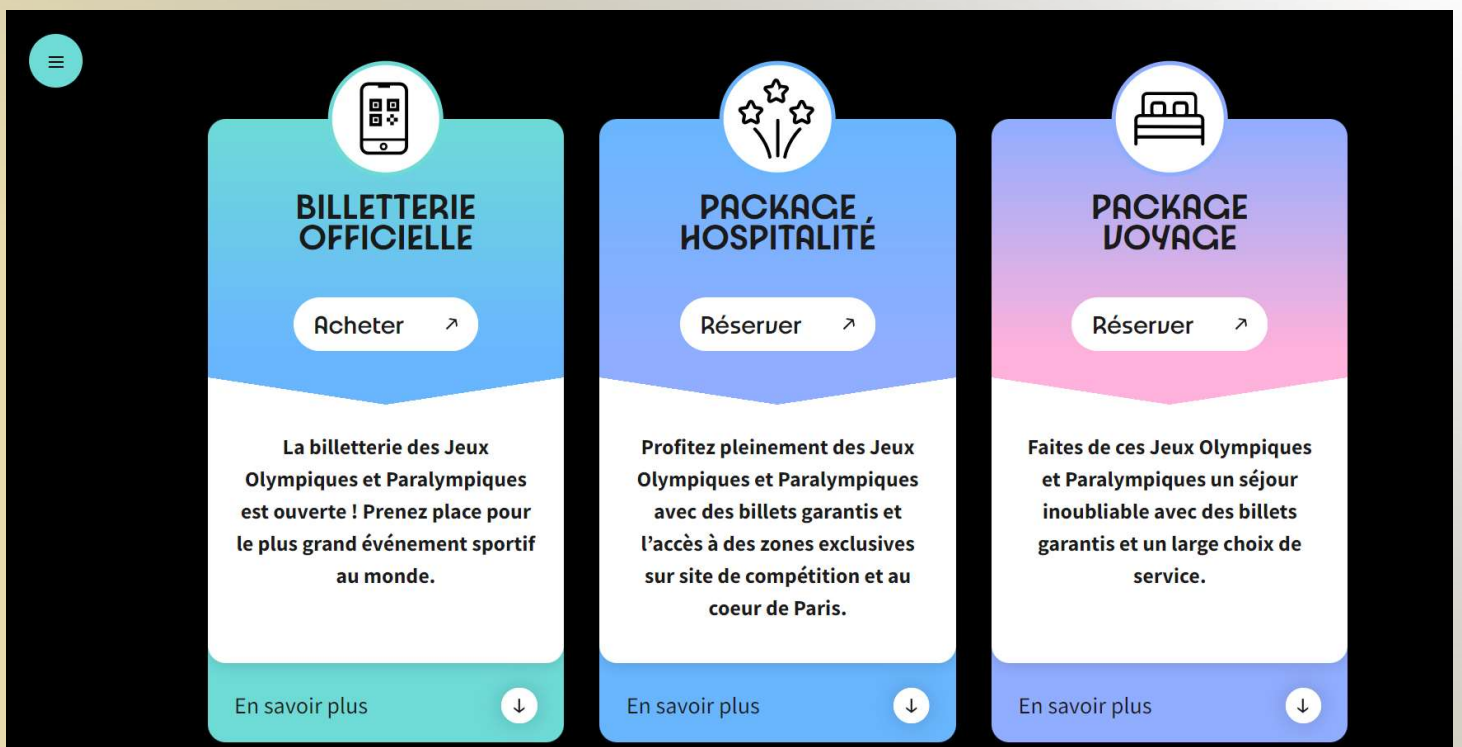 BILLETTERIE
OFFICIELLE
Acheter
La billetterie des Jeux
Olympiques et Paralympiques
est ouverte ! Prenez place pour
le plus grand événement sportif
au monde.
En savoir plus
PACKAGE
HOSPITALITÉ
Réserver
Profitez pleinement des Jeux
Olympiques et Paralympiques
avec des billets garantis et
l’accès à des zones exclusives
sur site de compétition et au
coeur de Paris.
En savoir plus
PACKAGE
VOYAGE
Réserver
Faites de ces Jeux Olympiques
et Paralympiques un séjour
inoubliable avec des billets
garantis et un large choix de
service.
En savoir plus